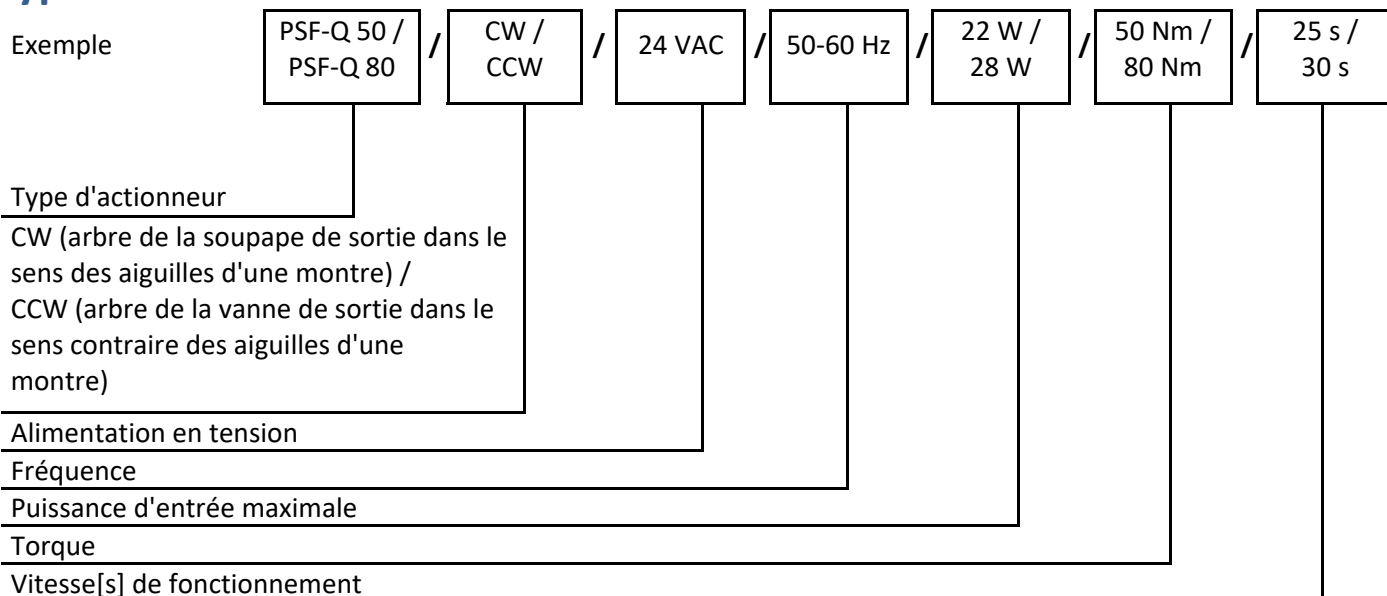 Exemple
PSF-Q 50 /
PSF-Q 80
/
CW /
CCW
/
24 VAC
/
50-60 Hz
/
22 W /
28 W
/
50 Nm /
80 Nm
/
25 s /
30 s
Type d'actionneur
CW (arbre de la soupape de sortie dans le
sens des aiguilles d'une montre) /
CCW (arbre de la vanne de sortie dans le
sens contraire des aiguilles d'une
montre)
Alimentation en tension
Fréquence
Puissance d'entrée maximale
Torque
Vitesse[s] de fonctionnement